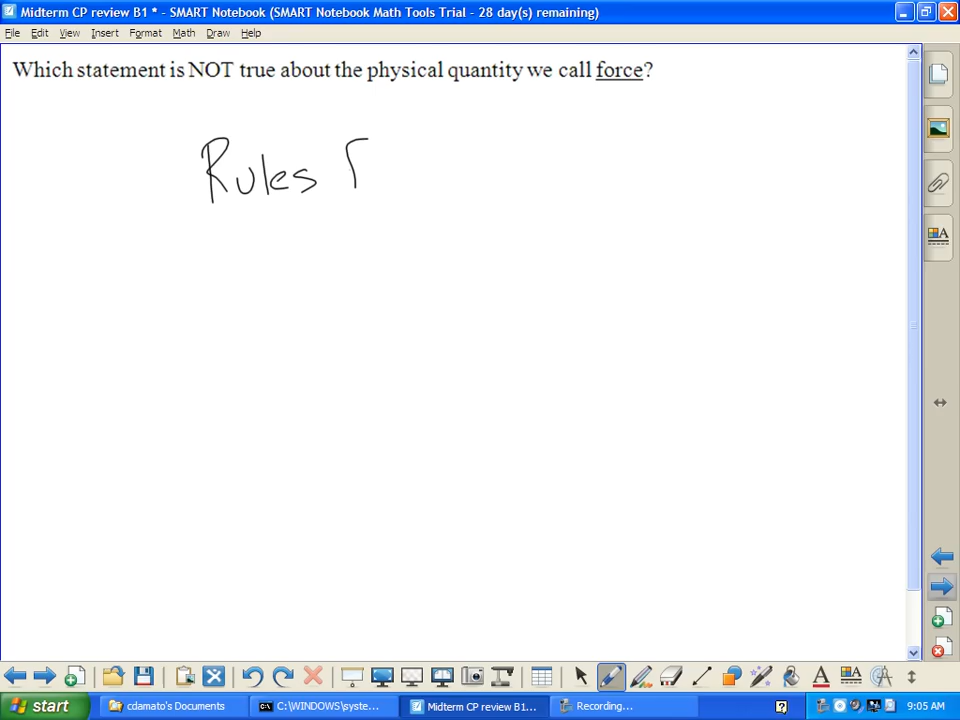 Midterm CP review B1 * - SMART Notebook (SMART Notebook Math Tools Trial - 28 day(s) remaining)
File Edit View Insert Format Math Draw Help
Which statement is NOT true about the physical quantity we call force?
Rules
start cdamato's Documents C:\WINDOWS\syste... Midterm CP review B1... Recording... 9:05 AM